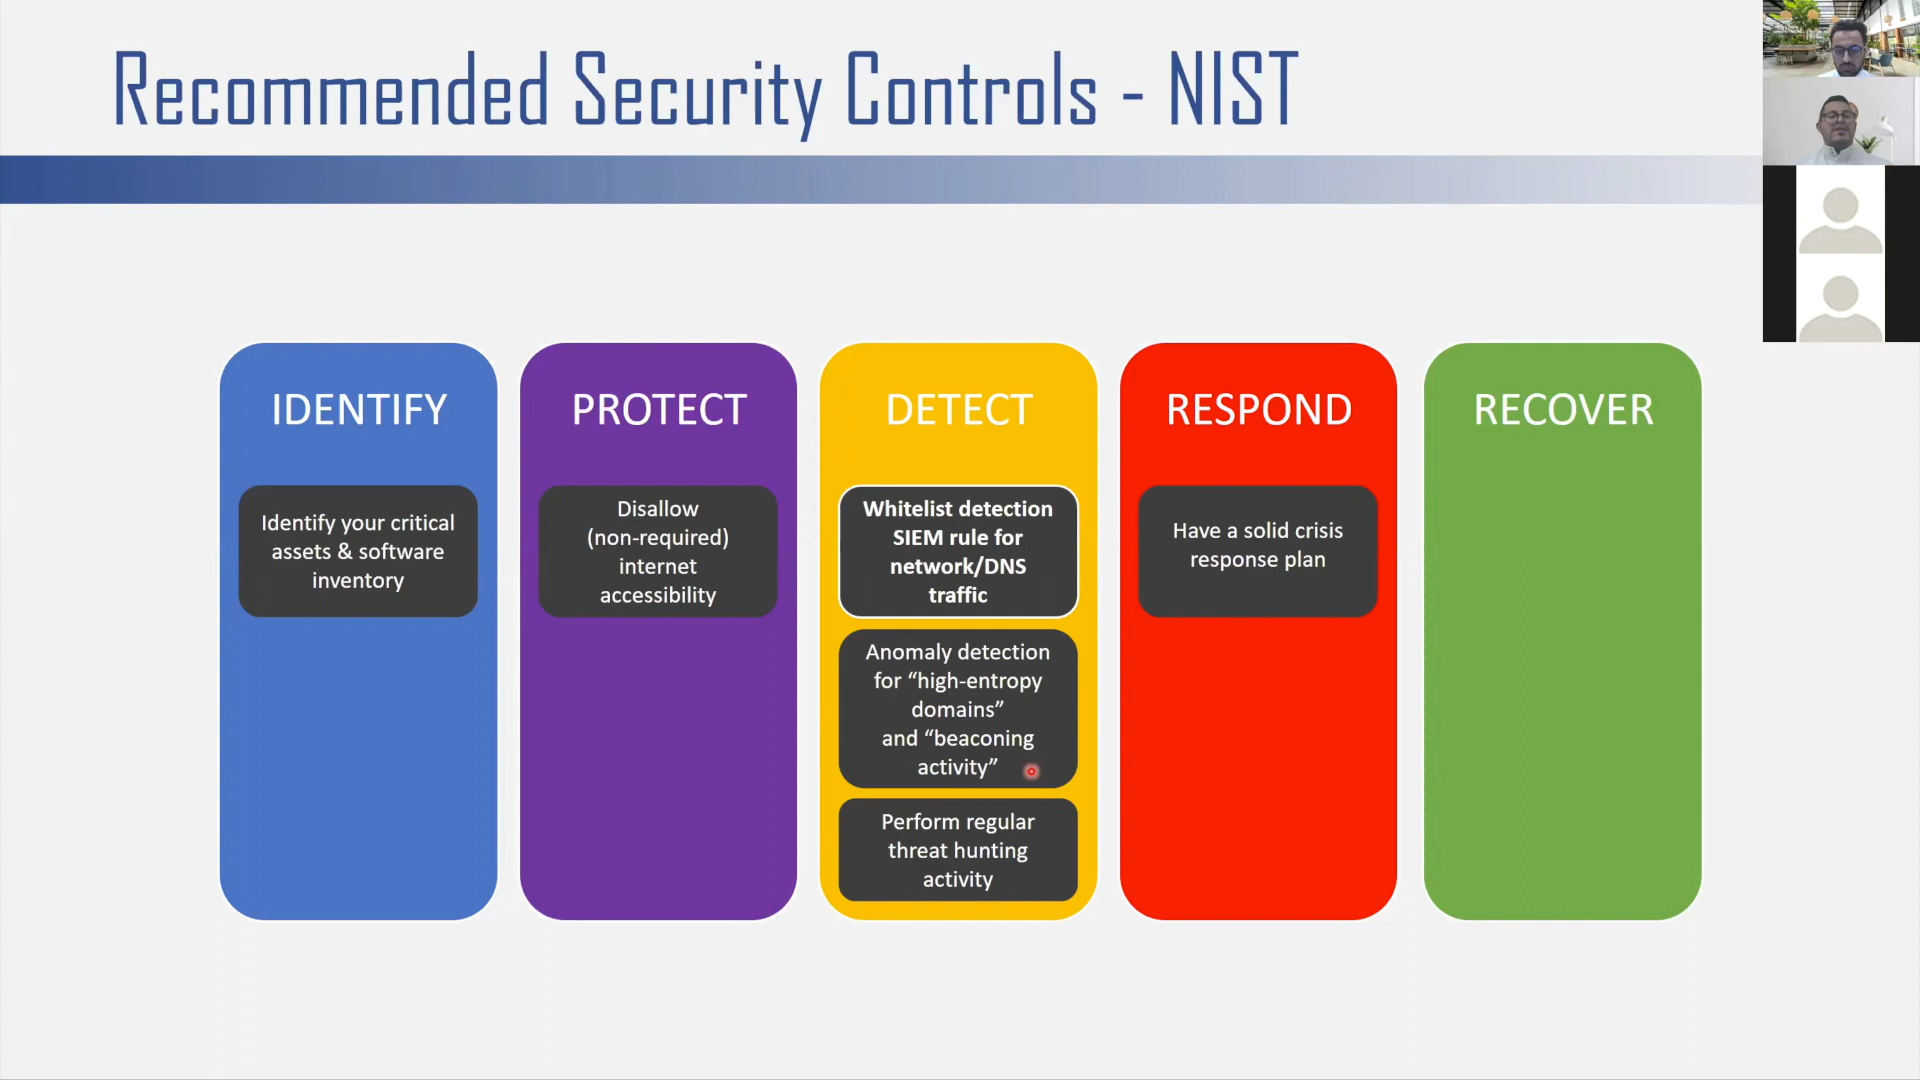 Recommended Security Controls - NIST
IDENTIFY
Identify your critical
assets & software
inventory
PROTECT
Disallow
(non-required)
internet
accessibility
DETECT
Whitelist detection
SIEM rule for
network/DNS
traffic
Anomaly detection
for “high-entropy
domains”
and “beaconing
activity”
Perform regular
threat hunting
activity
RESPOND
Have a solid crisis
response plan
RECOVER